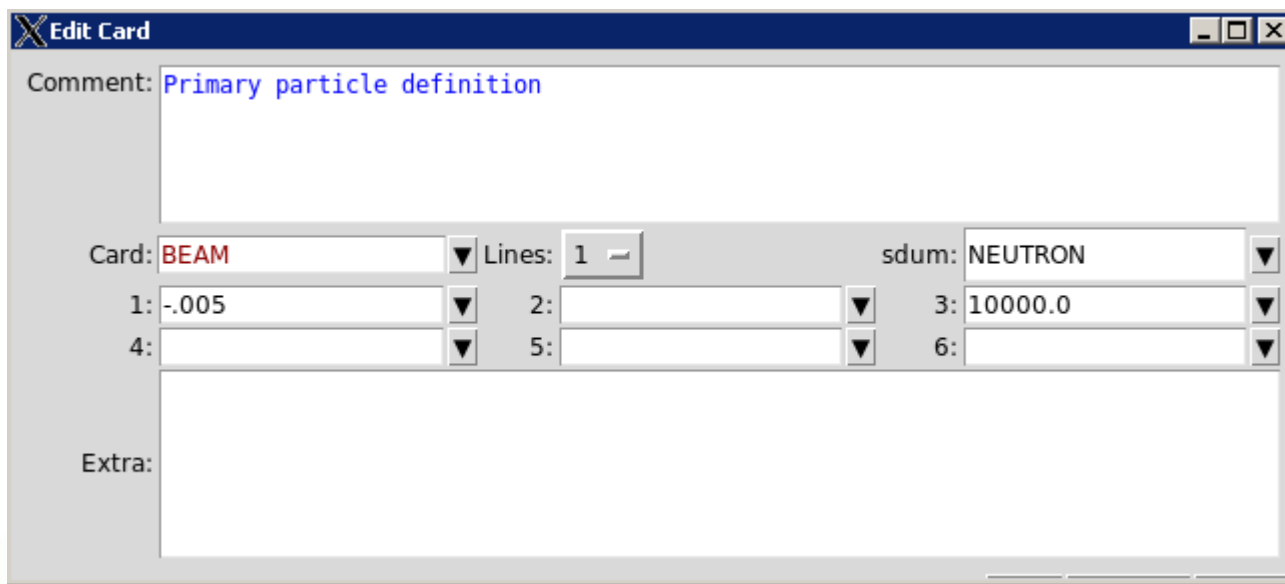 Edit Card
Comment: Primary particle definition
Card: BEAM Lines: 1 sdum: NEUTRON
1: -.005 2: 3: 10000.0
4: 5: 6:
Extra: